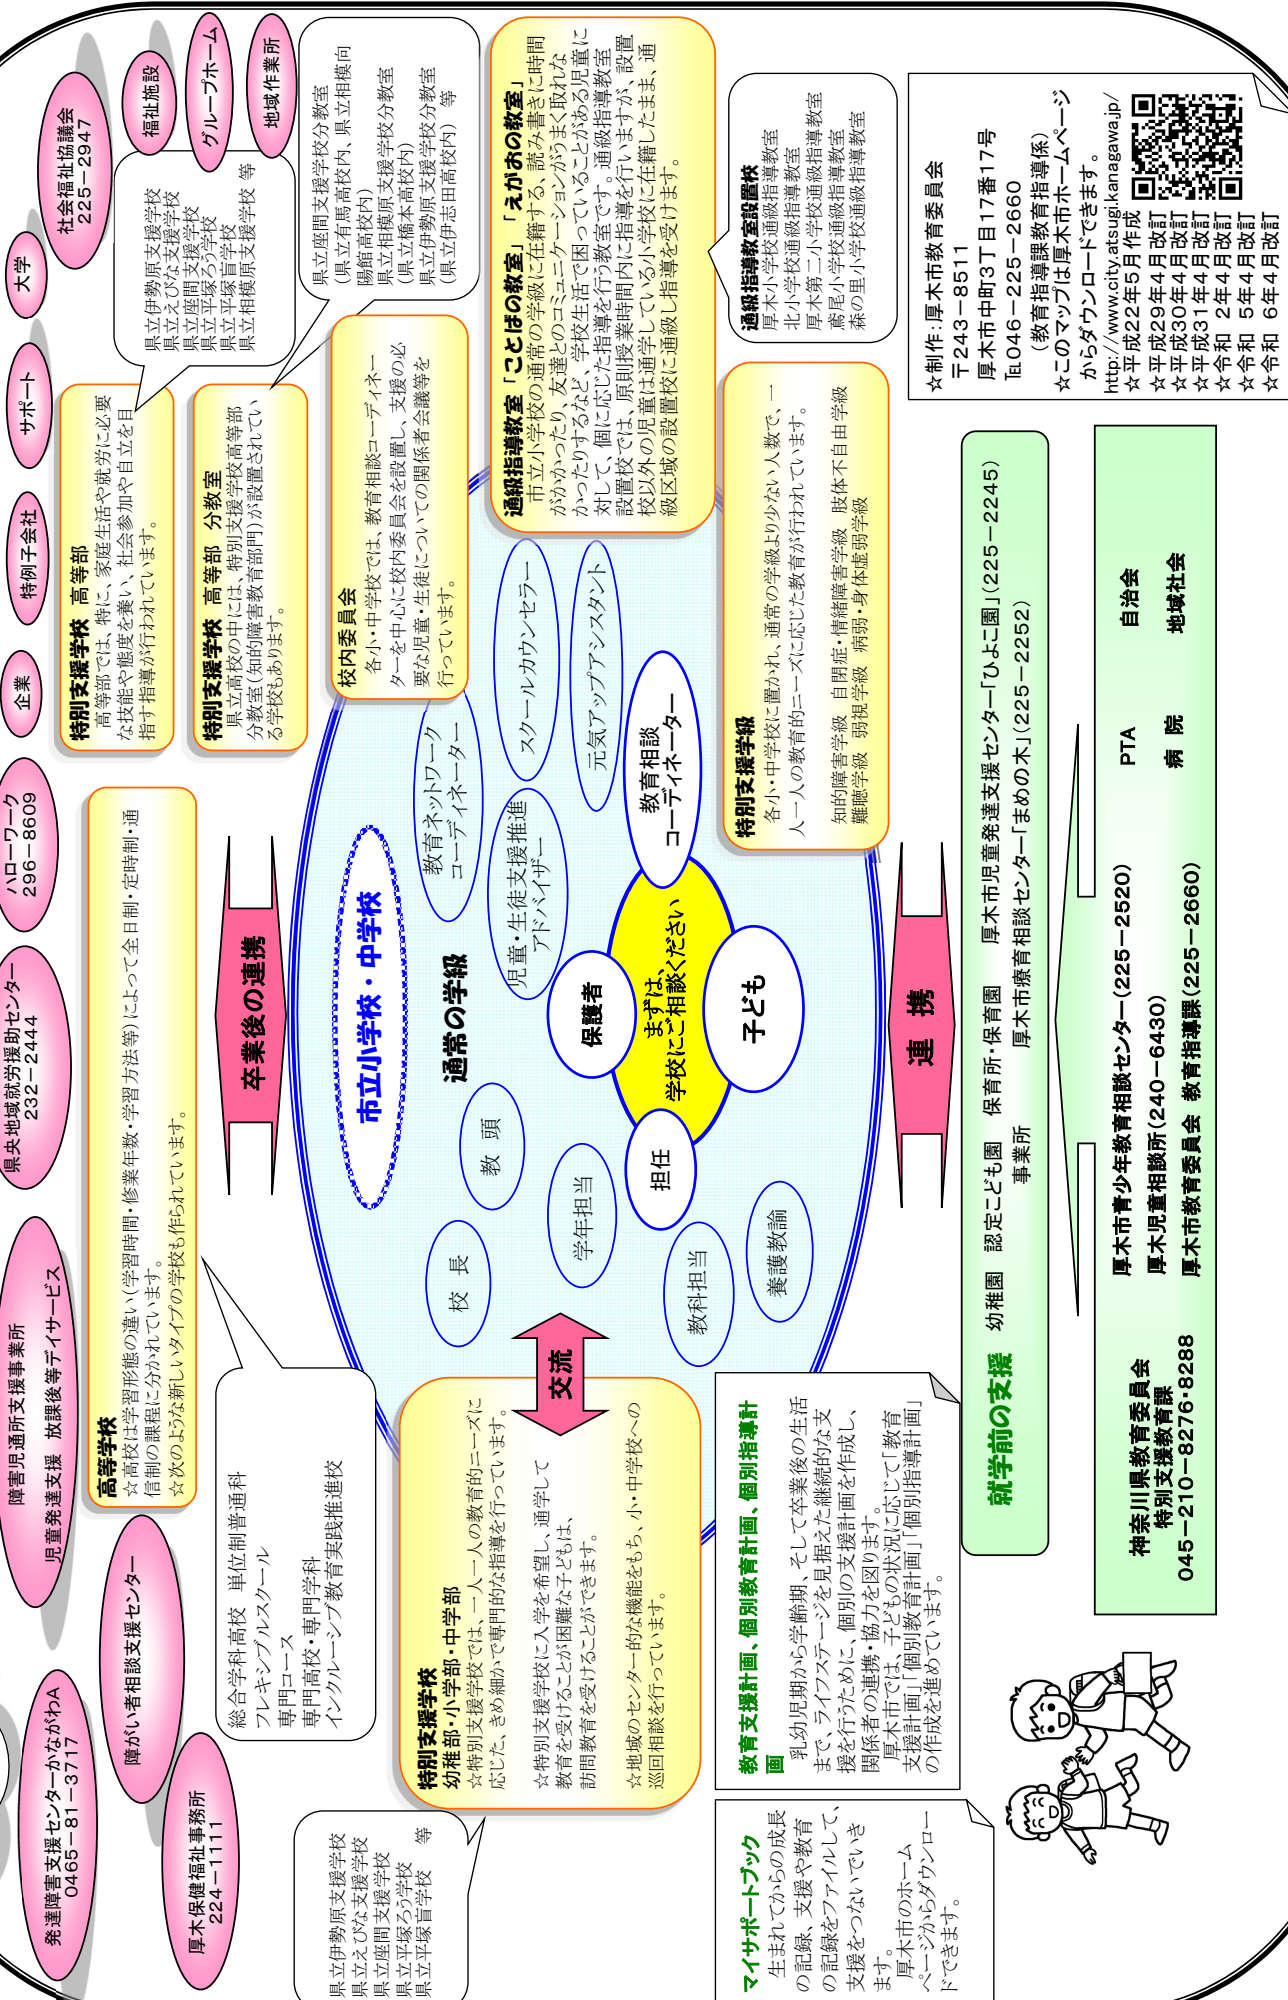 発達障害支援センターかながわA
0465-81-3717
障害児通所支援事業所
児童発達支援　放課後等デイサービス
県央地域就労援助センター
232-2444
ハローワーク
296-8609
企業
特例子会社
サポート
大学
社会福祉協議会
225-2947
福祉施設
グループホーム
地域作業所
障がい者相談支援センター
厚木保健福祉事務所
224-1111
高等学校
☆高校は学習形態の違い(学習時間・修業年数・学習方法等)によって全日制・定時制・通
信制の課程に分かれています。
☆次のような新しいタイプの学校も作られています。
総合学科高校　単位制普通科
フレキシブルスクール
専門コース
専門高校・専門学科
インクルーシブ教育実践推進校
特別支援学校　高等部
高等部では、特に、家庭生活や就労に必要
な技能や態度を養い、社会参加や自立を目
指す指導が行われています。
県立伊勢原支援学校
県立えびな支援学校
県立座間支援学校
県立平塚ろう学校
県立平塚盲学校
県立相模原支援学校　等
特別支援学校　高等部　分教室
県立高校の中には、特別支援学校高等部
分教室(知的障害教育部門)が設置されてい
る学校もあります。
県立座間支援学校分教室
(県立有馬高校内、県立相模向
陽館高校内)
県立相模原支援学校分教室
(県立橋本高校内)
県立伊勢原支援学校分教室
(県立伊志田高校内)　等
卒業後の連携
校内委員会
各小・中学校では、教育相談コーディネー
ターを中心に校内委員会を設置し、支援の必
要な児童・生徒についての関係者会議等を
行っています。
市立小学校・中学校
通常の学級
教育ネットワーク
コーディネーター
児童・生徒支援推進
アドバイザー
スクールカウンセラー
元気アップアシスタント
校　長
教　頭
学年担当
教科担当
養護教諭
保護者
担任
まずは、
学校にご相談ください
教育相談
コーディネーター
子ども
通級指導教室「ことばの教室」「えがおの教室」
市立小学校の通常の学級に在籍する、読み書きに時間
がかかったり、友達とのコミュニケーションがうまく取れな
かったりするなど、学校生活で困っていることがある児童に
対して、個に応じた指導を行う教室です。通級指導教室
設置校では、原則授業時間内に指導を行いますが、設置
校以外の児童は通学している小学校に在籍したまま、通
級区域の設置校に通級し指導を受けます。
通級指導教室設置校
厚木小学校通級指導教室
北小学校通級指導教室
厚木第二小学校通級指導教室
鳶尾小学校通級指導教室
森の里小学校通級指導教室
特別支援学級
各小・中学校に置かれ、通常の学級より少ない人数で、一
人一人の教育的ニーズに応じた教育が行われています。
知的障害学級　自閉症・情緒障害学級　肢体不自由学級
難聴学級　弱視学級　病弱・身体虚弱学級
交流
特別支援学校
幼稚部・小学部・中学部
☆特別支援学校では、一人一人の教育的ニーズに
応じた、きめ細かで専門的な指導を行っています。
☆特別支援学校に入学を希望し、通学して
教育を受けることが困難な子どもは、
訪問教育を受けることができます。
☆地域のセンター的な機能をもち、小・中学校への
巡回相談を行っています。
県立伊勢原支援学校
県立えびな支援学校
県立座間支援学校
県立平塚ろう学校
県立平塚盲学校　等
連　携
教育支援計画、個別教育計画、個別指導計
画
乳幼児期から学齢期、そして卒業後の生活
まで、ライフステージを見据えた継続的な支
援を行うために、個別の支援計画を作成し、
関係者の連携・協力を図ります。
厚木市では、子どもの状況に応じて「教育
支援計画」「個別教育計画」「個別指導計画」
の作成を進めています。
マイサポートブック
生まれてからの成長
の記録、支援や教育
の記録をファイルして、
支援をつないでいき
ます。
厚木市のホーム
ページからダウンロー
ドできます。
就学前の支援
幼稚園　認定こども園　保育所・保育園　厚木市児童発達支援センター「ひよこ園」(225-2245)
事業所　厚木市療育相談センター「まめの木」(225-2252)
神奈川県教育委員会
特別支援教育課
045-210-8276・8288
厚木市青少年教育相談センター(225-2520)
厚木児童相談所(240-6430)
厚木市教育委員会　教育指導課(225-2660)
PTA　自治会
病　院　地域社会
☆制作：厚木市教育委員会
〒243-8511
厚木市中町3丁目17番17号
℡046-225-2660
(教育指導課教育指導係)
☆このマップは厚木市ホームページ
からダウンロードできます。
http://www.city.atsugi.kanagawa.jp/
☆平成22年5月作成
☆平成29年4月改訂
☆平成30年4月改訂
☆平成31年4月改訂
☆令和 2年4月改訂
☆令和 5年4月改訂
☆令和 6年4月改訂